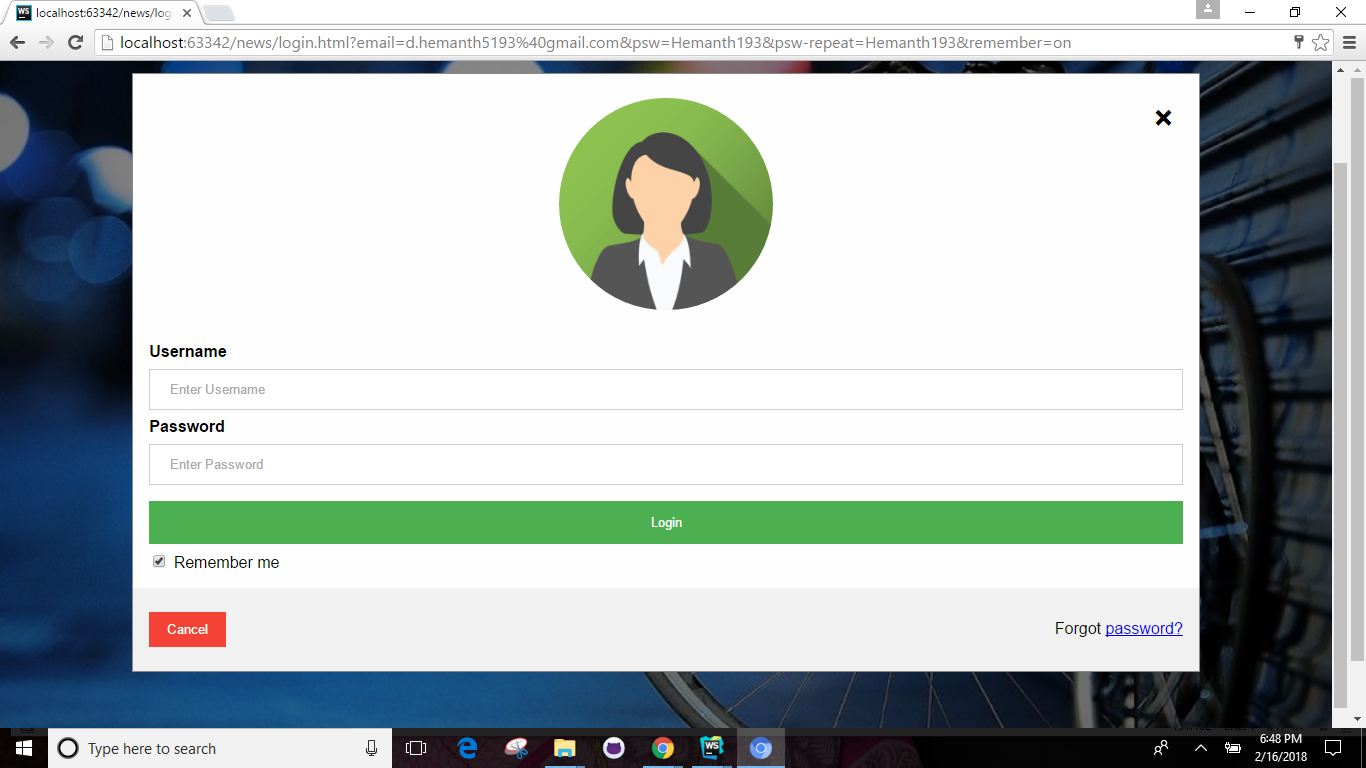 WS localhost:63342/news/log
localhost:63342/news/login.html?email=d.hemanth5193%40gmail.com&psw=Hemanth193&psw-repeat=Hemanth193&remember=on
Username
Enter Username
Password
Enter Password
Login
Remember me
Cancel
Forgot password?
Type here to search
WS
6:48 PM
2/16/2018